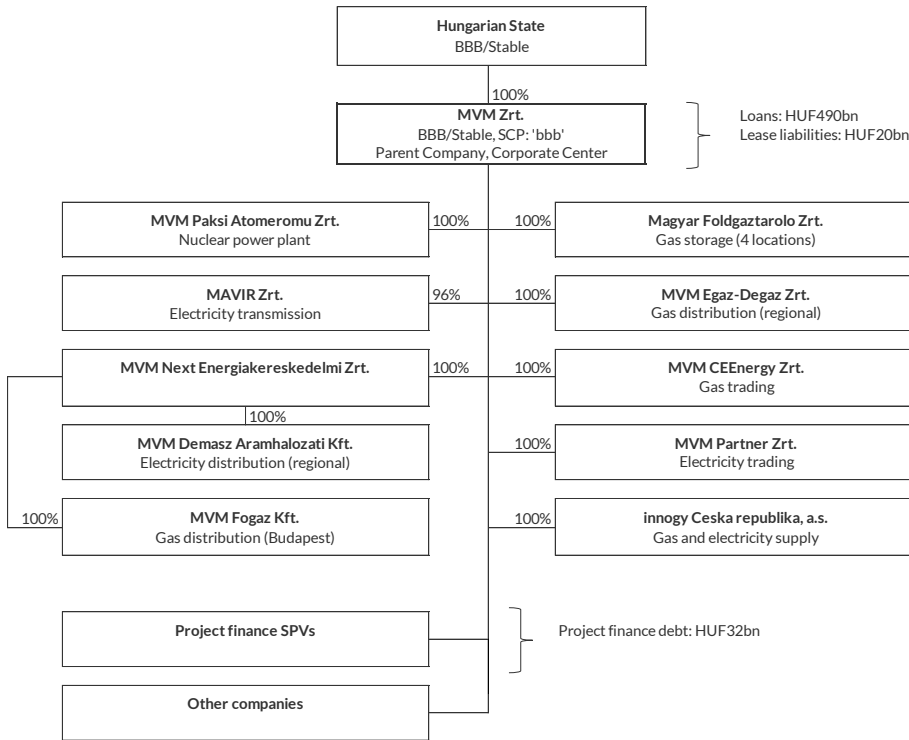 Hungarian State
BBB/Stable
100%
MVM Zrt.
BBB/Stable, SCP: 'bbb'
Parent Company, Corporate Center
Loans: HUF490bn
Lease liabilities: HUF20bn
MVM Paksi Atomeromu Zrt.
Nuclear power plant
100%
100%
Magyar Foldgaztarolo Zrt.
Gas storage (4 locations)
MAVIR Zrt.
Electricity transmission
96%
100%
MVM Egaz-Degaz Zrt.
Gas distribution (regional)
MVM Next Energiakereskedelmi Zrt.
100%
100%
MVM CEEnergy Zrt.
Gas trading
100%
MVM Demasz Aramhalozati Kft.
Electricity distribution (regional)
100%
MVM Partner Zrt.
Electricity trading
100%
MVM Fogaz Kft.
Gas distribution (Budapest)
100%
innogy Ceska republika, a.s.
Gas and electricity supply
Project finance SPVs
Project finance debt: HUF32bn
Other companies